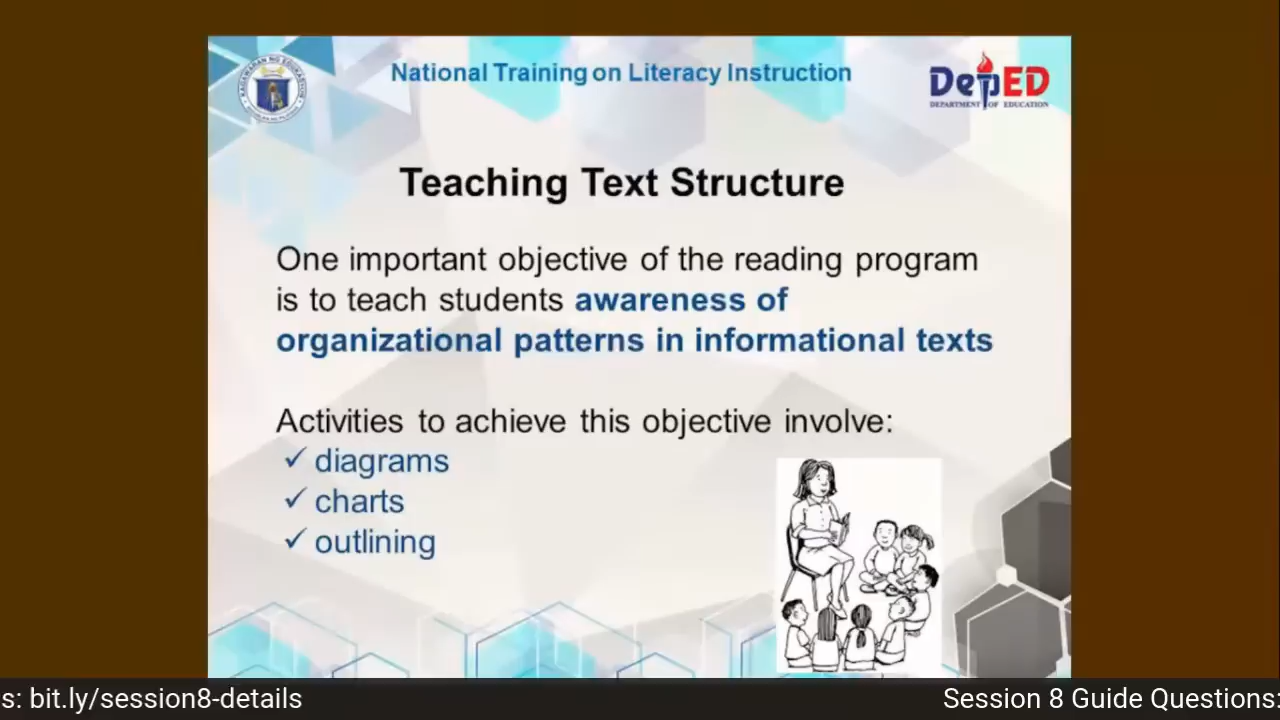 National Training on Literacy Instruction
DepED
DEPARTMENT OF EDUCATION
Teaching Text Structure
One important objective of the reading program
is to teach students awareness of
organizational patterns in informational texts
Activities to achieve this objective involve:
✓ diagrams
✓ charts
✓ outlining
s: bit.ly/session8-details
Session 8 Guide Questions: